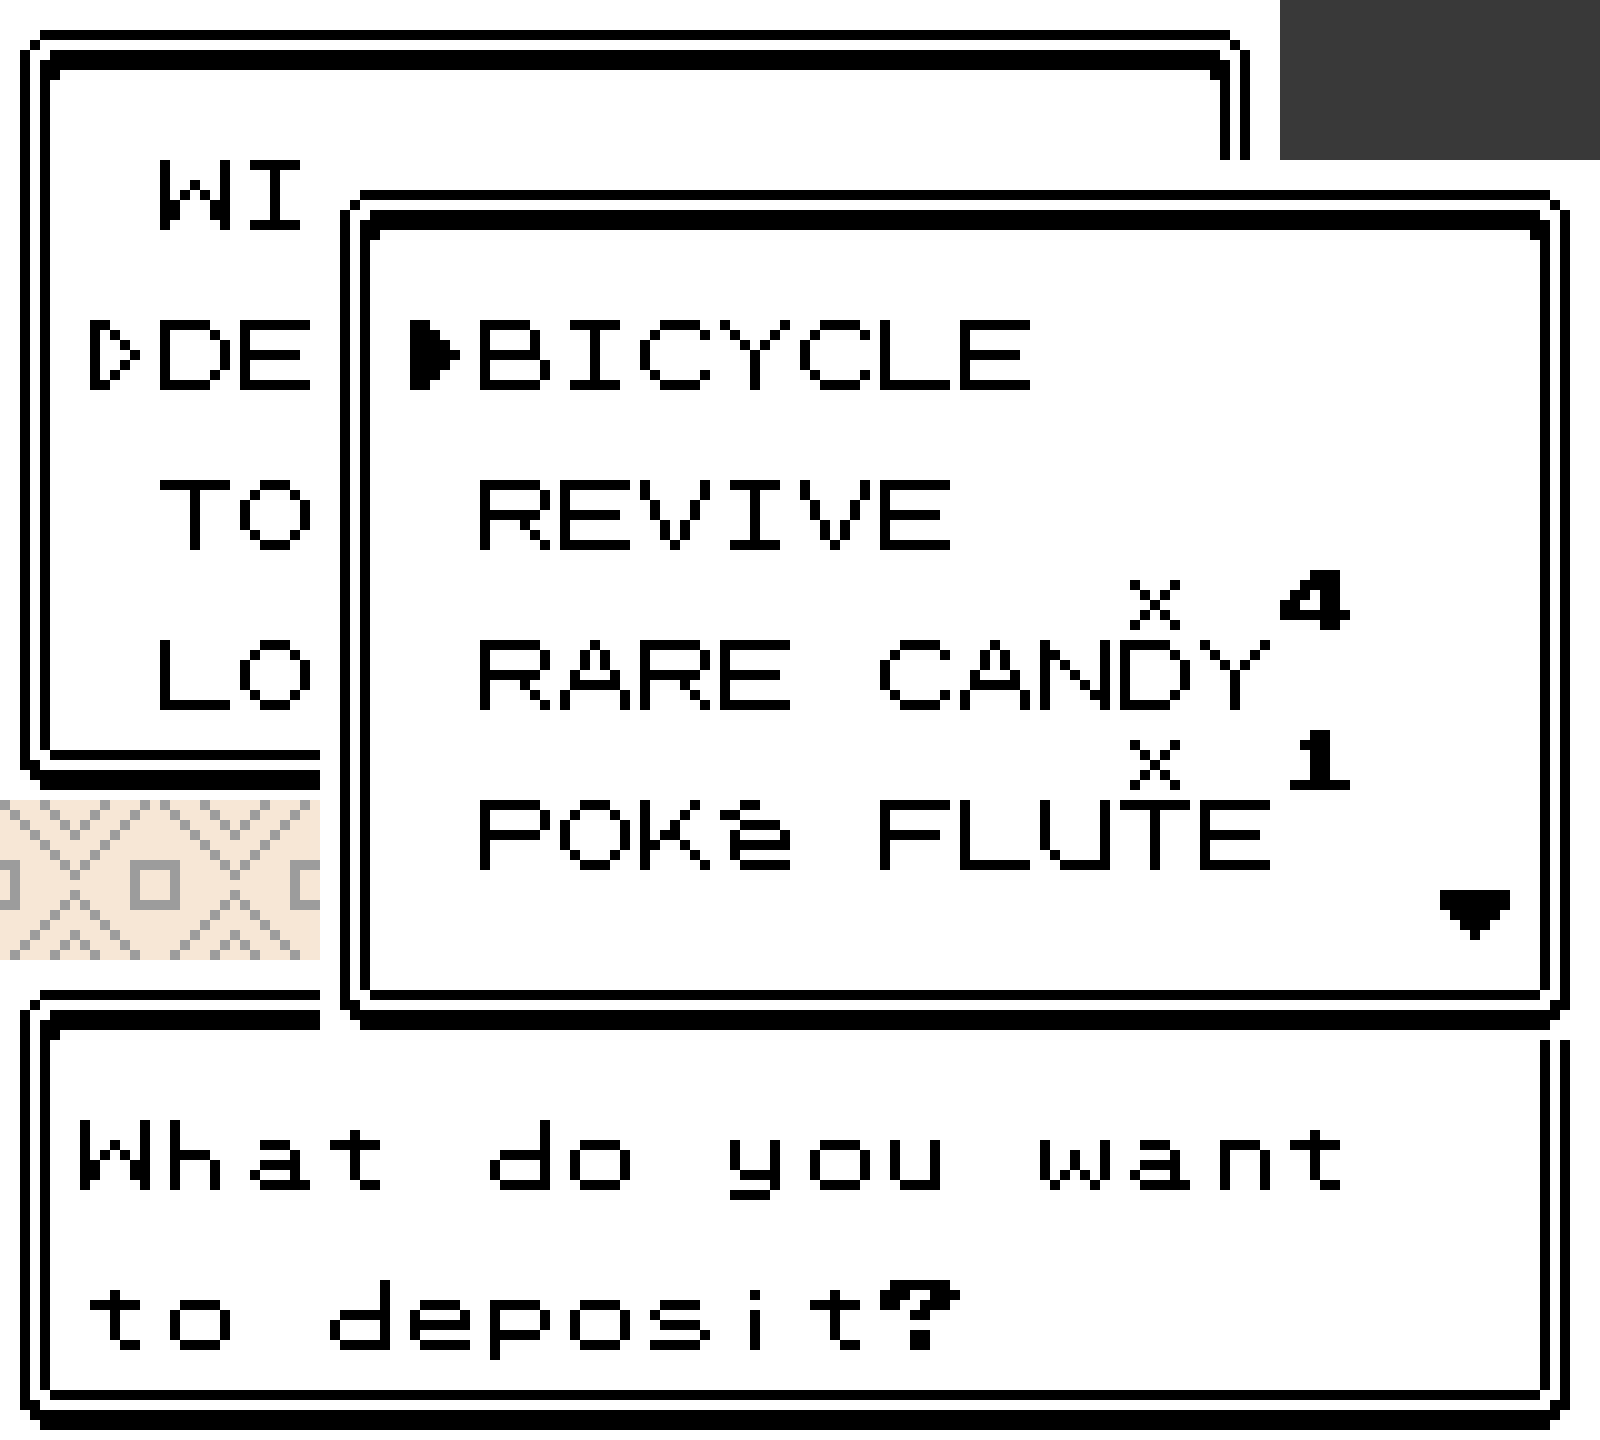 WI
▷DE
TO
LO
▶BICYCLE
REVIVE
× 4
RARE CANDY
× 1
POKé FLUTE
▼
What do you want
to deposit?